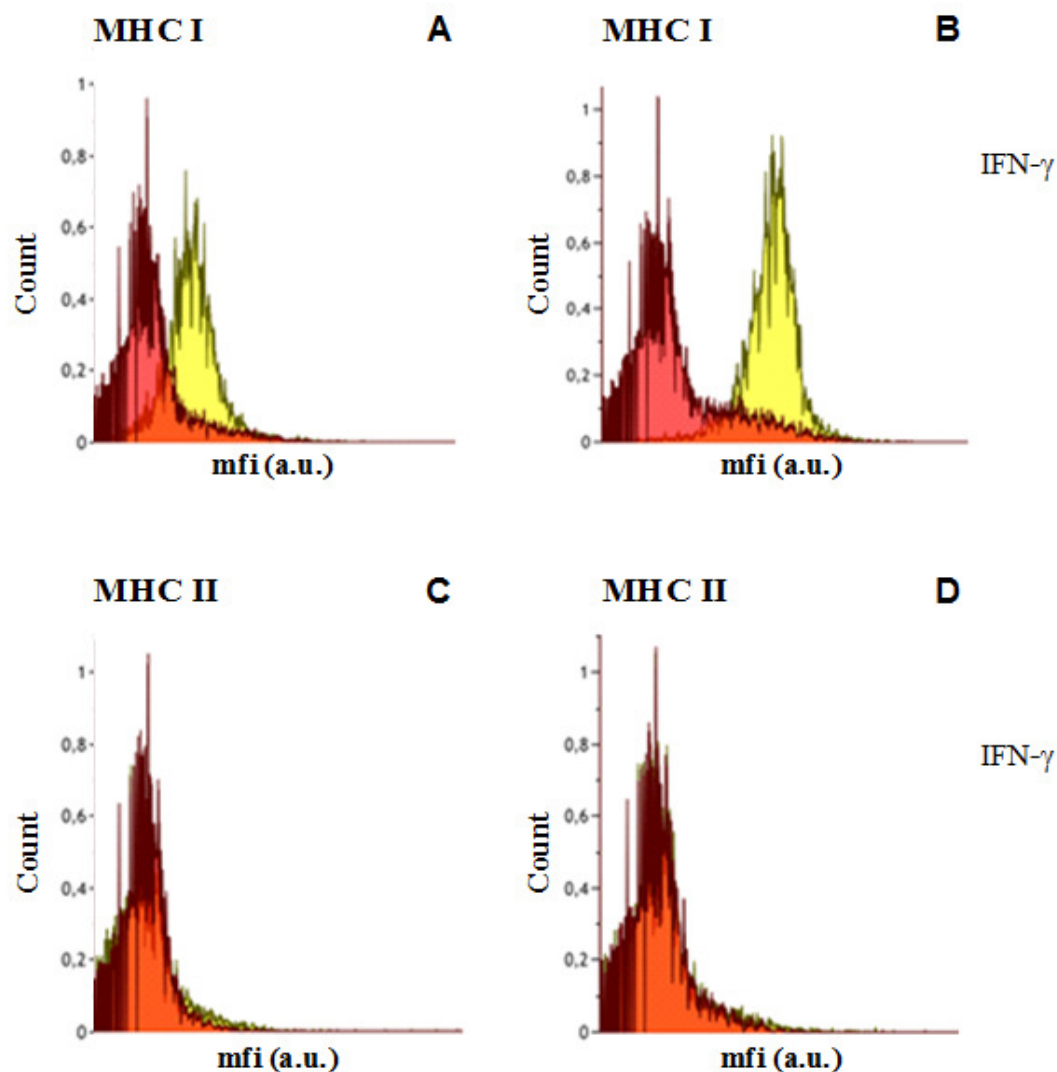 MHC I A
MHC I B
1
0,8
0,6
0,4
0,2
0
Count
mfi (a.u.)
1
0,8
0,6
0,4
0,2
0
Count
mfi (a.u.)
IFN-γ
MHC II C
MHC II D
1
0,8
0,6
0,4
0,2
0
Count
mfi (a.u.)
1
0,8
0,6
0,4
0,2
0
Count
mfi (a.u.)
IFN-γ